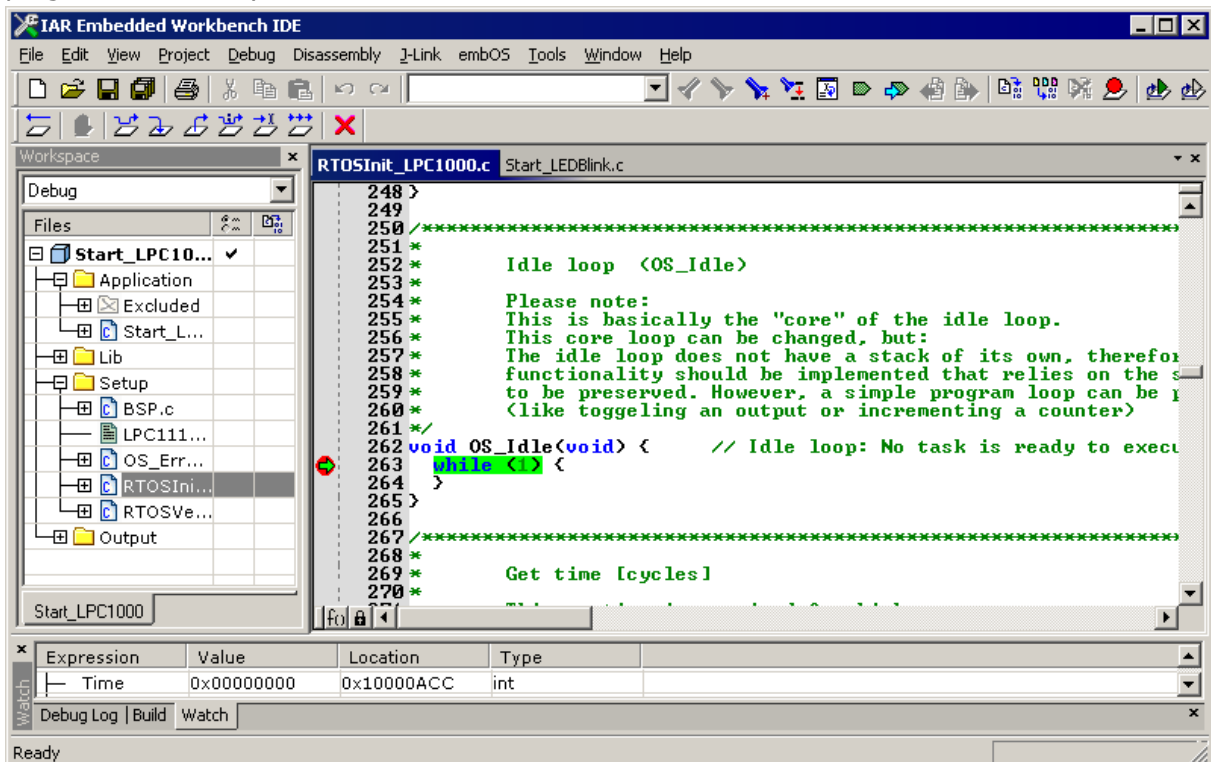 IAR Embedded Workbench IDE
File Edit View Project Debug Disassembly J-Link embOS Tools Window Help
Workspace
Debug
Files
Start_LPC10...
Application
Excluded
Start_L...
Lib
Setup
BSP.c
LPC111...
OS_Err...
RTOSIni...
RTOSVe...
Output
Start_LPC1000
RTOSInit_LPC1000.c Start_LEDBlink.c
248 }
249
250 /*********************************************************************
251 *
252 * Idle loop (OS_Idle)
253 *
254 * Please note:
255 * This is basically the "core" of the idle loop.
256 * This core loop can be changed, but:
257 * The idle loop does not have a stack of its own, therefor
258 * functionality should be implemented that relies on the s
259 * to be preserved. However, a simple program loop can be p
260 * (like toggeling an output or incrementing a counter)
261 */
262 void OS_Idle(void) { // Idle loop: No task is ready to execu
263 while (1) {
264 }
265 }
266
267 /*********************************************************************
268 *
269 * Get time [cycles]
270 *
f()
Expression Value Location Type
Time 0x00000000 0x10000ACC int
Watch
Debug Log Build Watch
Ready